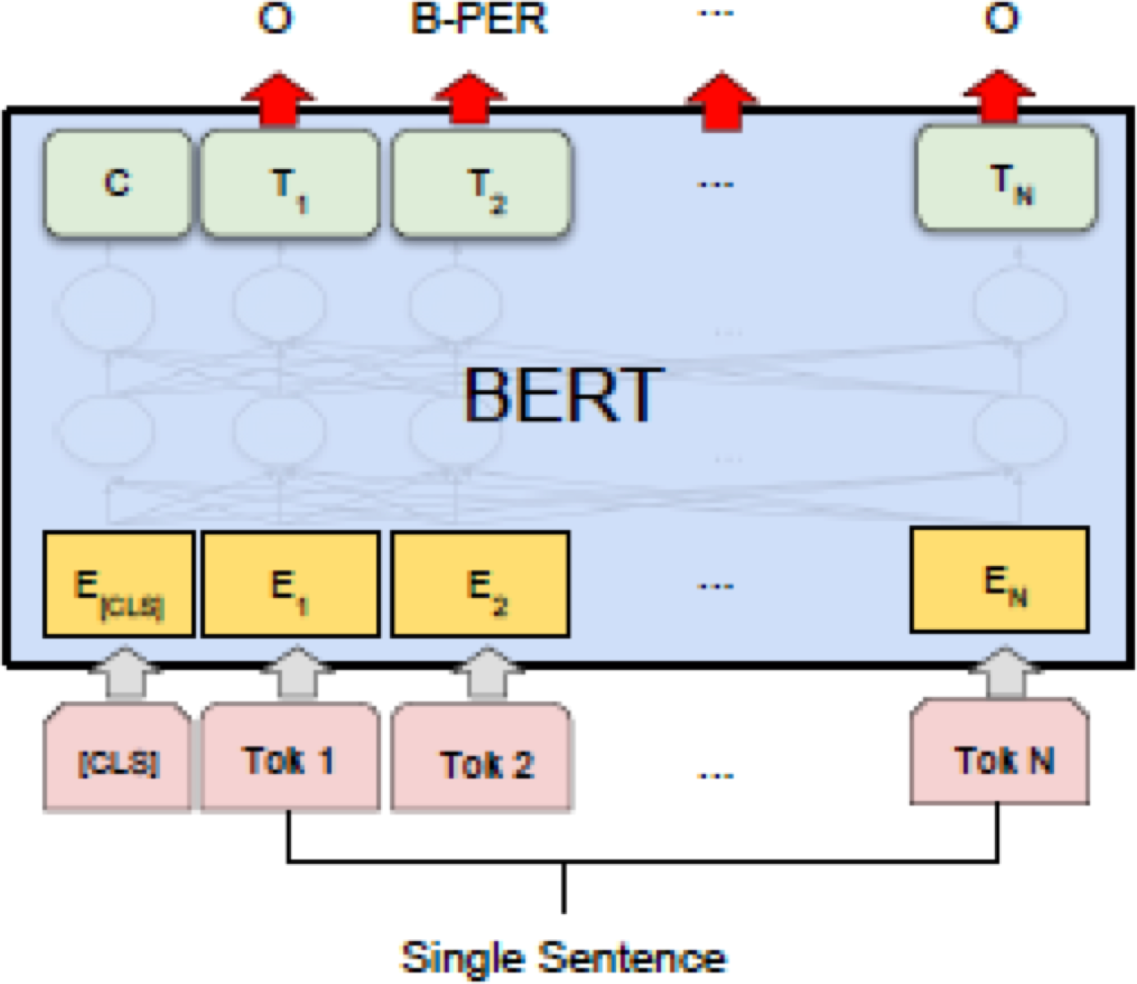 O B-PER ... O
C T1 T2 ... TN
...
BERT
...
E[CLS] E1 E2 ... EN
[CLS] Tok 1 Tok 2 ... Tok N
Single Sentence